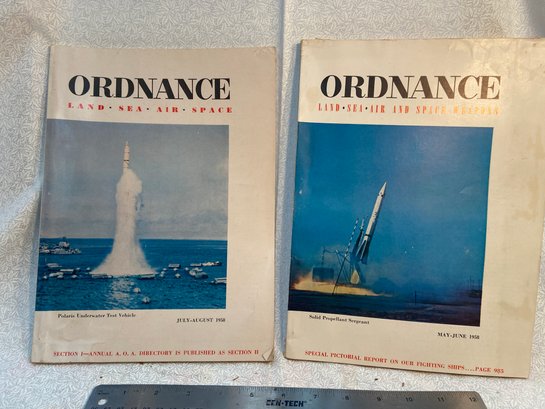 ORDNANCE
LAND • SEA • AIR • SPACE
Polaris Underwater Test Vehicle
JULY-AUGUST 1958
SECTION I—ANNUAL A. O. A. DIRECTORY IS PUBLISHED AS SECTION II
ORDNANCE
LAND • SEA • AIR AND SPACE WEAPONS
Solid Propellant Sergeant
MAY-JUNE 1958
SPECIAL PICTORIAL REPORT ON OUR FIGHTING SHIPS....PAGE 985
CEN-TECH